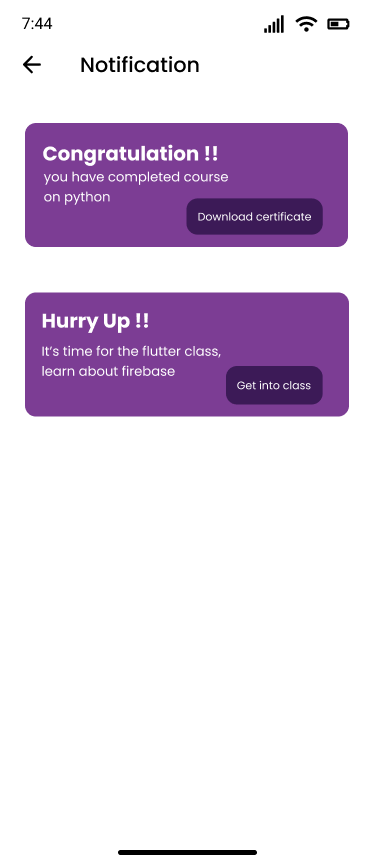 7:44
Notification
Congratulation !!
you have completed course
on python
Download certificate
Hurry Up !!
It’s time for the flutter class,
learn about firebase
Get into class